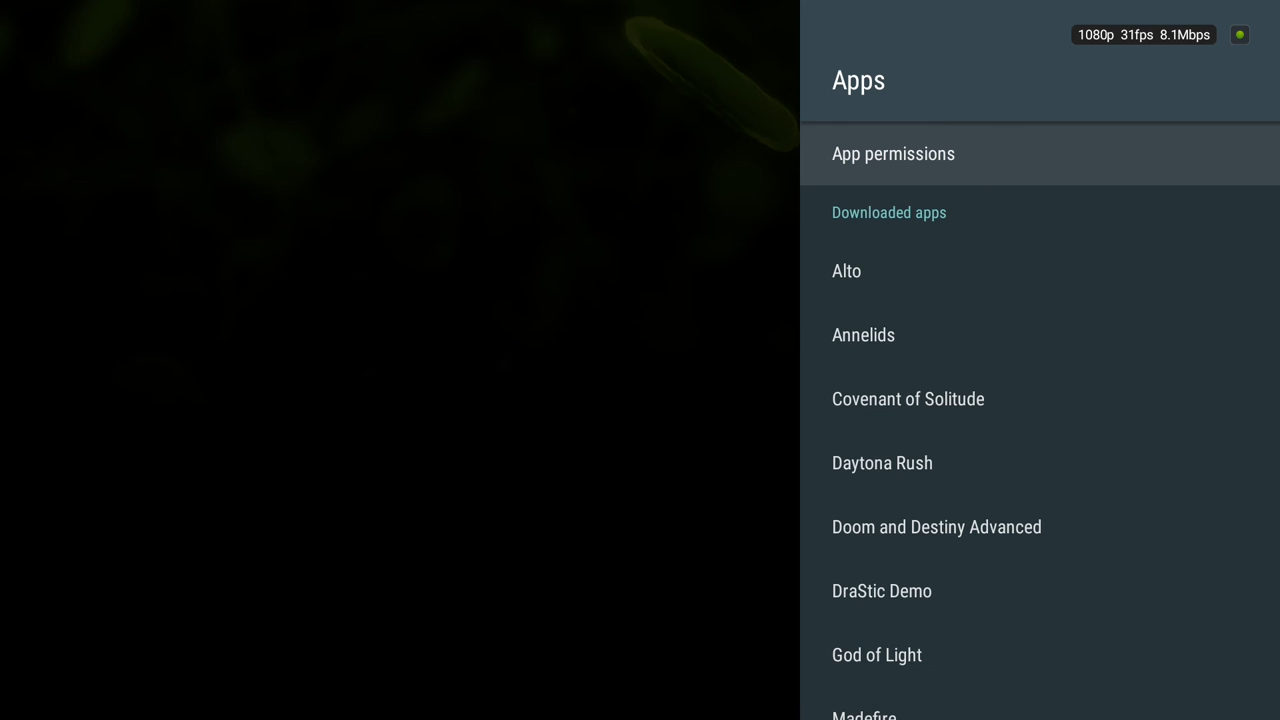 1080p 31fps 8.1Mbps
Apps
App permissions
Downloaded apps
Alto
Annelids
Covenant of Solitude
Daytona Rush
Doom and Destiny Advanced
DraStic Demo
God of Light
Madefire